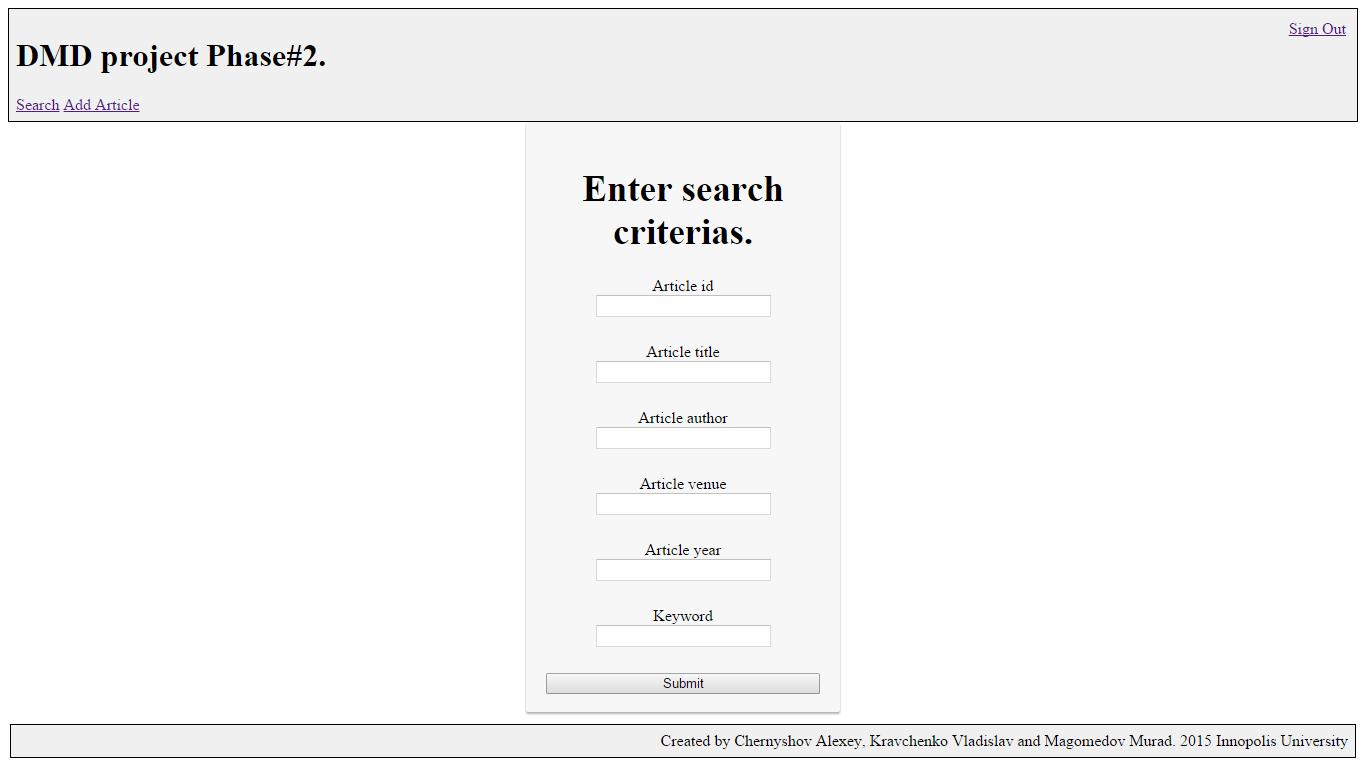 Sign Out
DMD project Phase#2.
Search Add Article
Enter search
criterias.
Article id
Article title
Article author
Article venue
Article year
Keyword
Submit
Created by Chernyshov Alexey, Kravchenko Vladislav and Magomedov Murad. 2015 Innopolis University